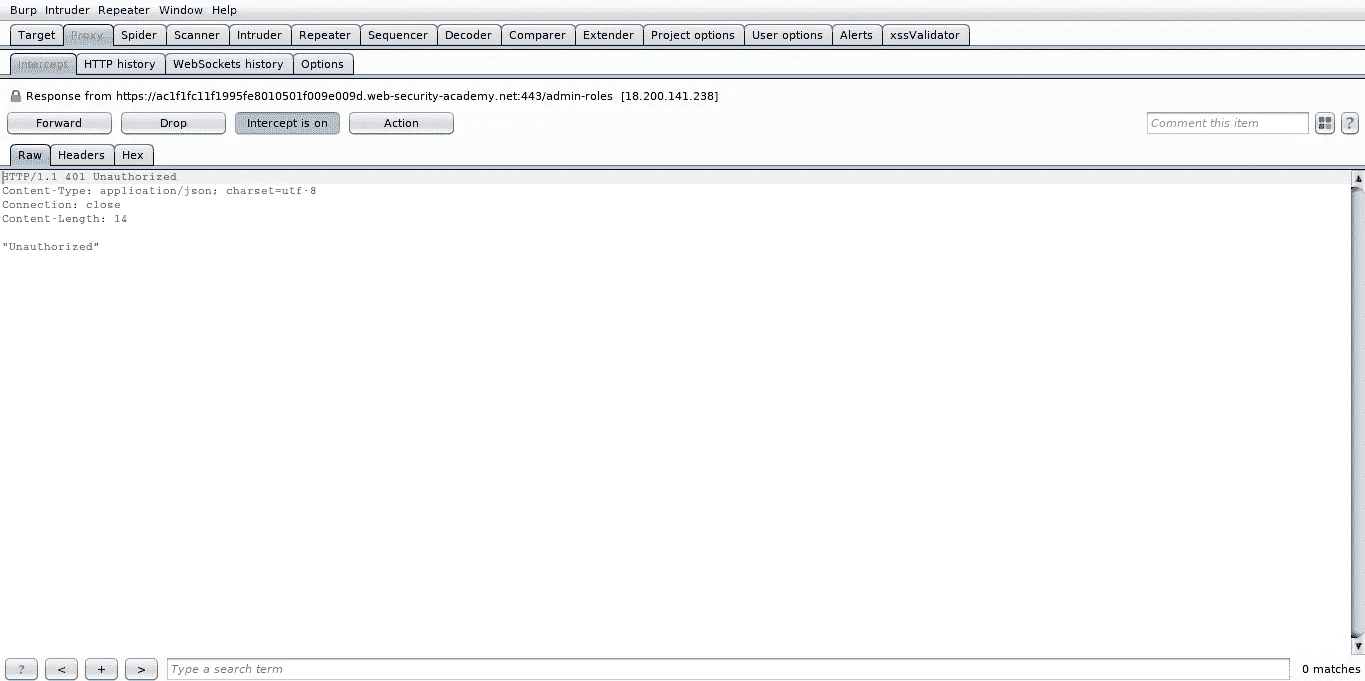 Burp Intruder Repeater Window Help
Target Proxy Spider Scanner Intruder Repeater Sequencer Decoder Comparer Extender Project options User options Alerts xssValidator
Intercept HTTP history WebSockets history Options
Response from https://ac1f1fc11f1995fe8010501f009e009d.web-security-academy.net:443/admin-roles [18.200.141.238]
Forward Drop Intercept is on Action Comment this item ?
Raw Headers Hex
HTTP/1.1 401 Unauthorized
Content-Type: application/json; charset=utf-8
Connection: close
Content-Length: 14
"Unauthorized"
? < + > Type a search term 0 matches